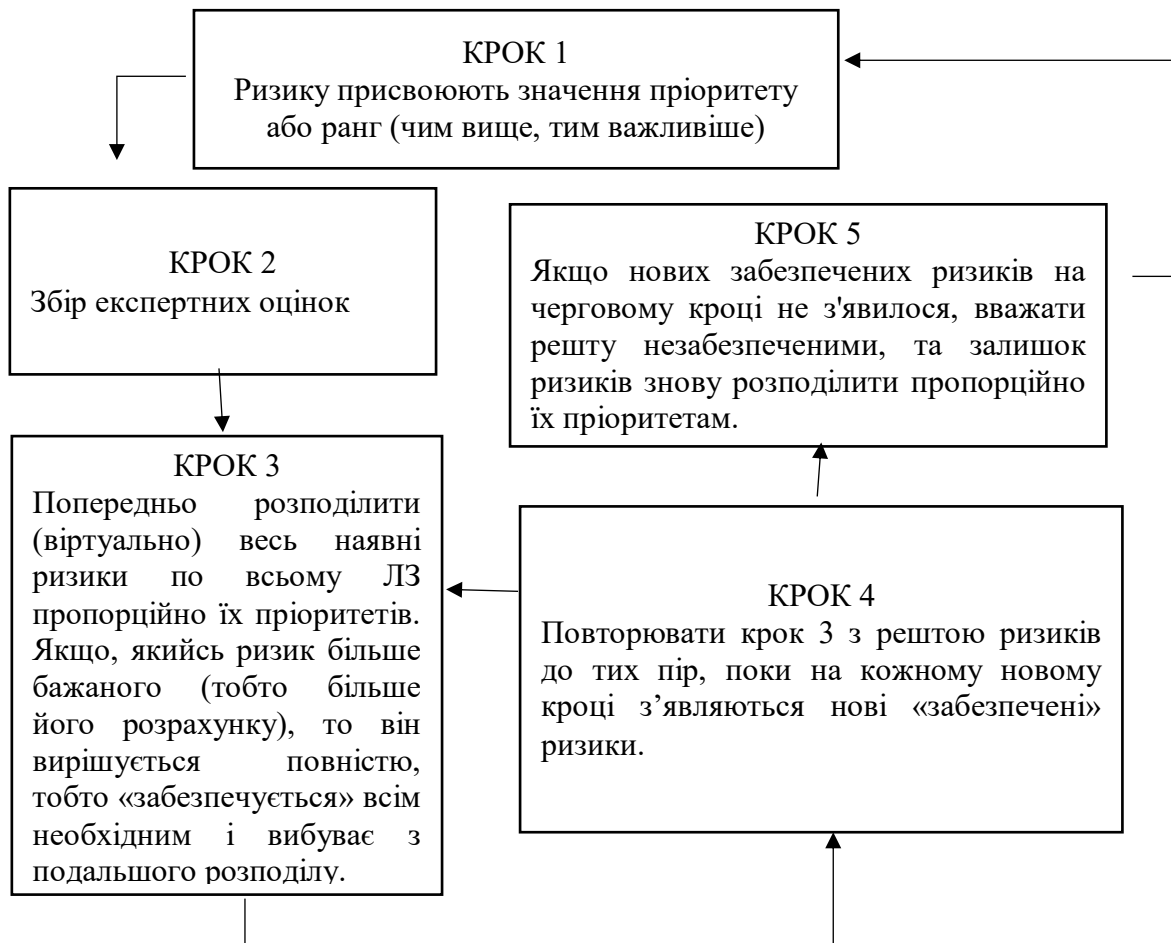 КРОК 1
Ризику присвоюють значення пріоритету
або ранг (чим вище, тим важливіше)
КРОК 2
Збір експертних оцінок
КРОК 3
Попередньо розподілити
(віртуально) весь наявні
ризики по всьому ЛЗ
пропорційно їх пріоритетів.
Якщо, якийсь ризик більше
бажаного (тобто більше
його розрахунку), то він
вирішується повністю,
тобто «забезпечується» всім
необхідним і вибуває з
подальшого розподілу.
КРОК 4
Повторювати крок 3 з рештою ризиків
до тих пір, поки на кожному новому
кроці з’являються нові «забезпечені»
ризики.
КРОК 5
Якщо нових забезпечених ризиків на
черговому кроці не з'явилося, вважати
решту незабезпеченими, та залишок
ризиків знову розподілити пропорційно
їх пріоритетам.